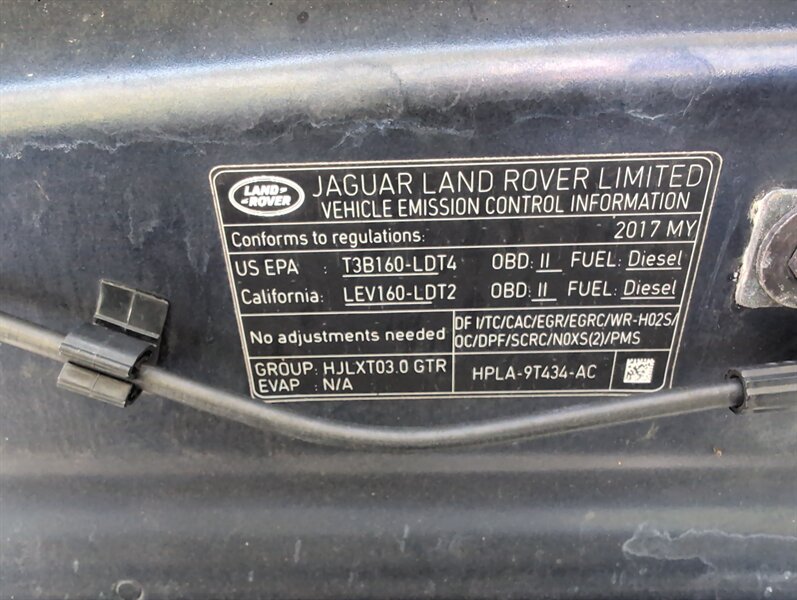 LAND ROVER
JAGUAR LAND ROVER LIMITED
VEHICLE EMISSION CONTROL INFORMATION
Conforms to regulations: 2017 MY
US EPA : T3B160-LDT4 OBD: II FUEL: Diesel
California: LEV160-LDT2 OBD: II FUEL: Diesel
No adjustments needed
DF I/TC/CAC/EGR/EGRC/WR-HO2S/
OC/DPF/SCRC/NOXS(2)/PMS
GROUP: HJLXT03.0 GTR
EVAP : N/A
HPLA-9T434-AC